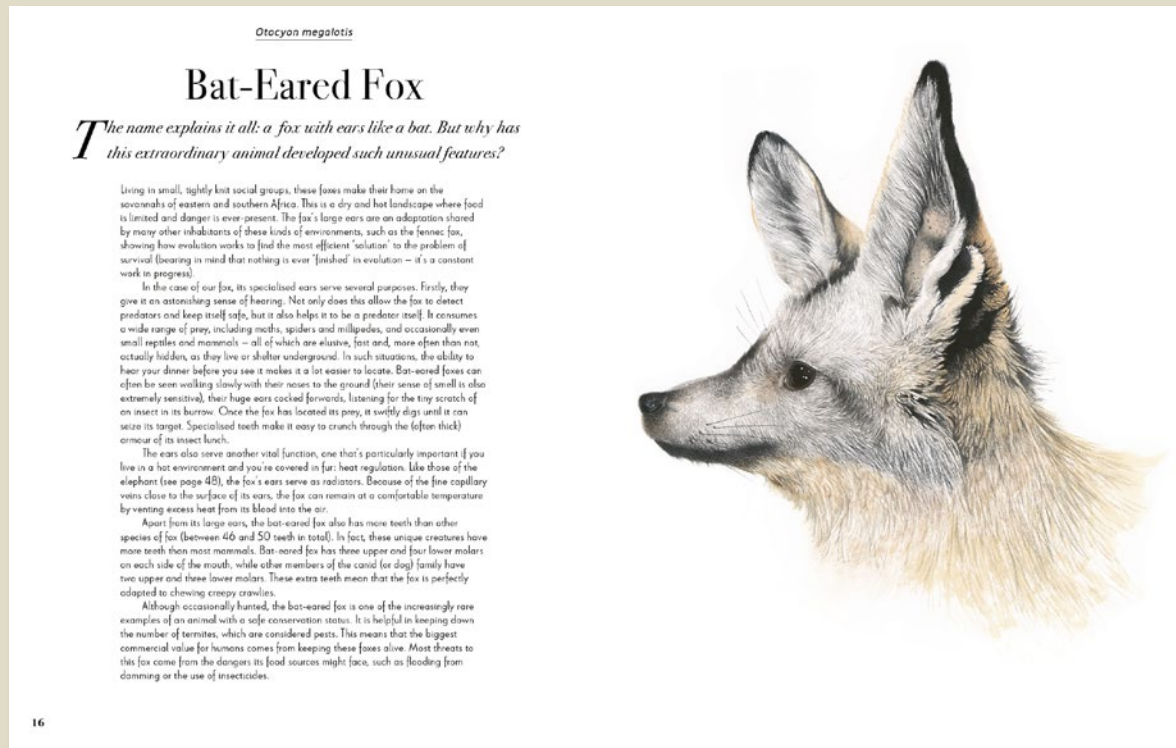 Otocyon megalotis
Bat-Eared Fox
The name explains it all: a fox with ears like a bat. But why has
this extraordinary animal developed such unusual features?
Living in small, tightly knit social groups, these foxes make their home on the
savannahs of eastern and southern Africa. This is a dry and hot landscape where food
is limited and danger is ever-present. The fox's large ears are an adaptation shared
by many other inhabitants of these kinds of environments, such as the fennec fox,
showing how evolution works to find the most efficient 'solution' to the problem of
survival (bearing in mind that nothing is ever 'finished' in evolution – it's a constant
work in progress).
In the case of our fox, its specialised ears serve several purposes. Firstly, they
give it an astonishing sense of hearing. Not only does this allow the fox to detect
predators and keep itself safe, but it also helps it to be a predator itself. It consumes
a wide range of prey, including moths, spiders and millipedes, and occasionally even
small reptiles and mammals – all of which are elusive, fast and, more often than not,
actually hidden, as they live or shelter underground. In such situations, the ability to
hear your dinner before you see it makes it a lot easier to locate. Bat-eared foxes can
often be seen walking slowly with their noses to the ground (their sense of smell is also
extremely sensitive), their huge ears cocked forwards, listening for the tiny scratch of
an insect in its burrow. Once the fox has located its prey, it swiftly digs until it can
seize its target. Specialised teeth make it easy to crunch through the (often thick)
armour of its insect lunch.
The ears also serve another vital function, one that's particularly important if you
live in a hot environment and you're covered in fur: heat regulation. Like those of the
elephant (see page 48), the fox's ears serve as radiators. Because of the fine capillary
veins close to the surface of its ears, the fox can remain at a comfortable temperature
by venting excess heat from its blood into the air.
Apart from its large ears, the bat-eared fox also has more teeth than other
species of fox (between 46 and 50 teeth in total). In fact, these unique creatures have
more teeth than most mammals. Bat-eared fox has three upper and four lower molars
on each side of the mouth, while other members of the canid (or dog) family have
two upper and three lower molars. These extra teeth mean that the fox is perfectly
adapted to chewing creepy crawlies.
Although occasionally hunted, the bat-eared fox is one of the increasingly rare
examples of an animal with a safe conservation status. It is helpful in keeping down
the number of termites, which are considered pests. This means that the biggest
commercial value for humans comes from keeping these foxes alive. Most threats to
this fox come from the dangers its food sources might face, such as flooding from
damming or the use of insecticides.
16